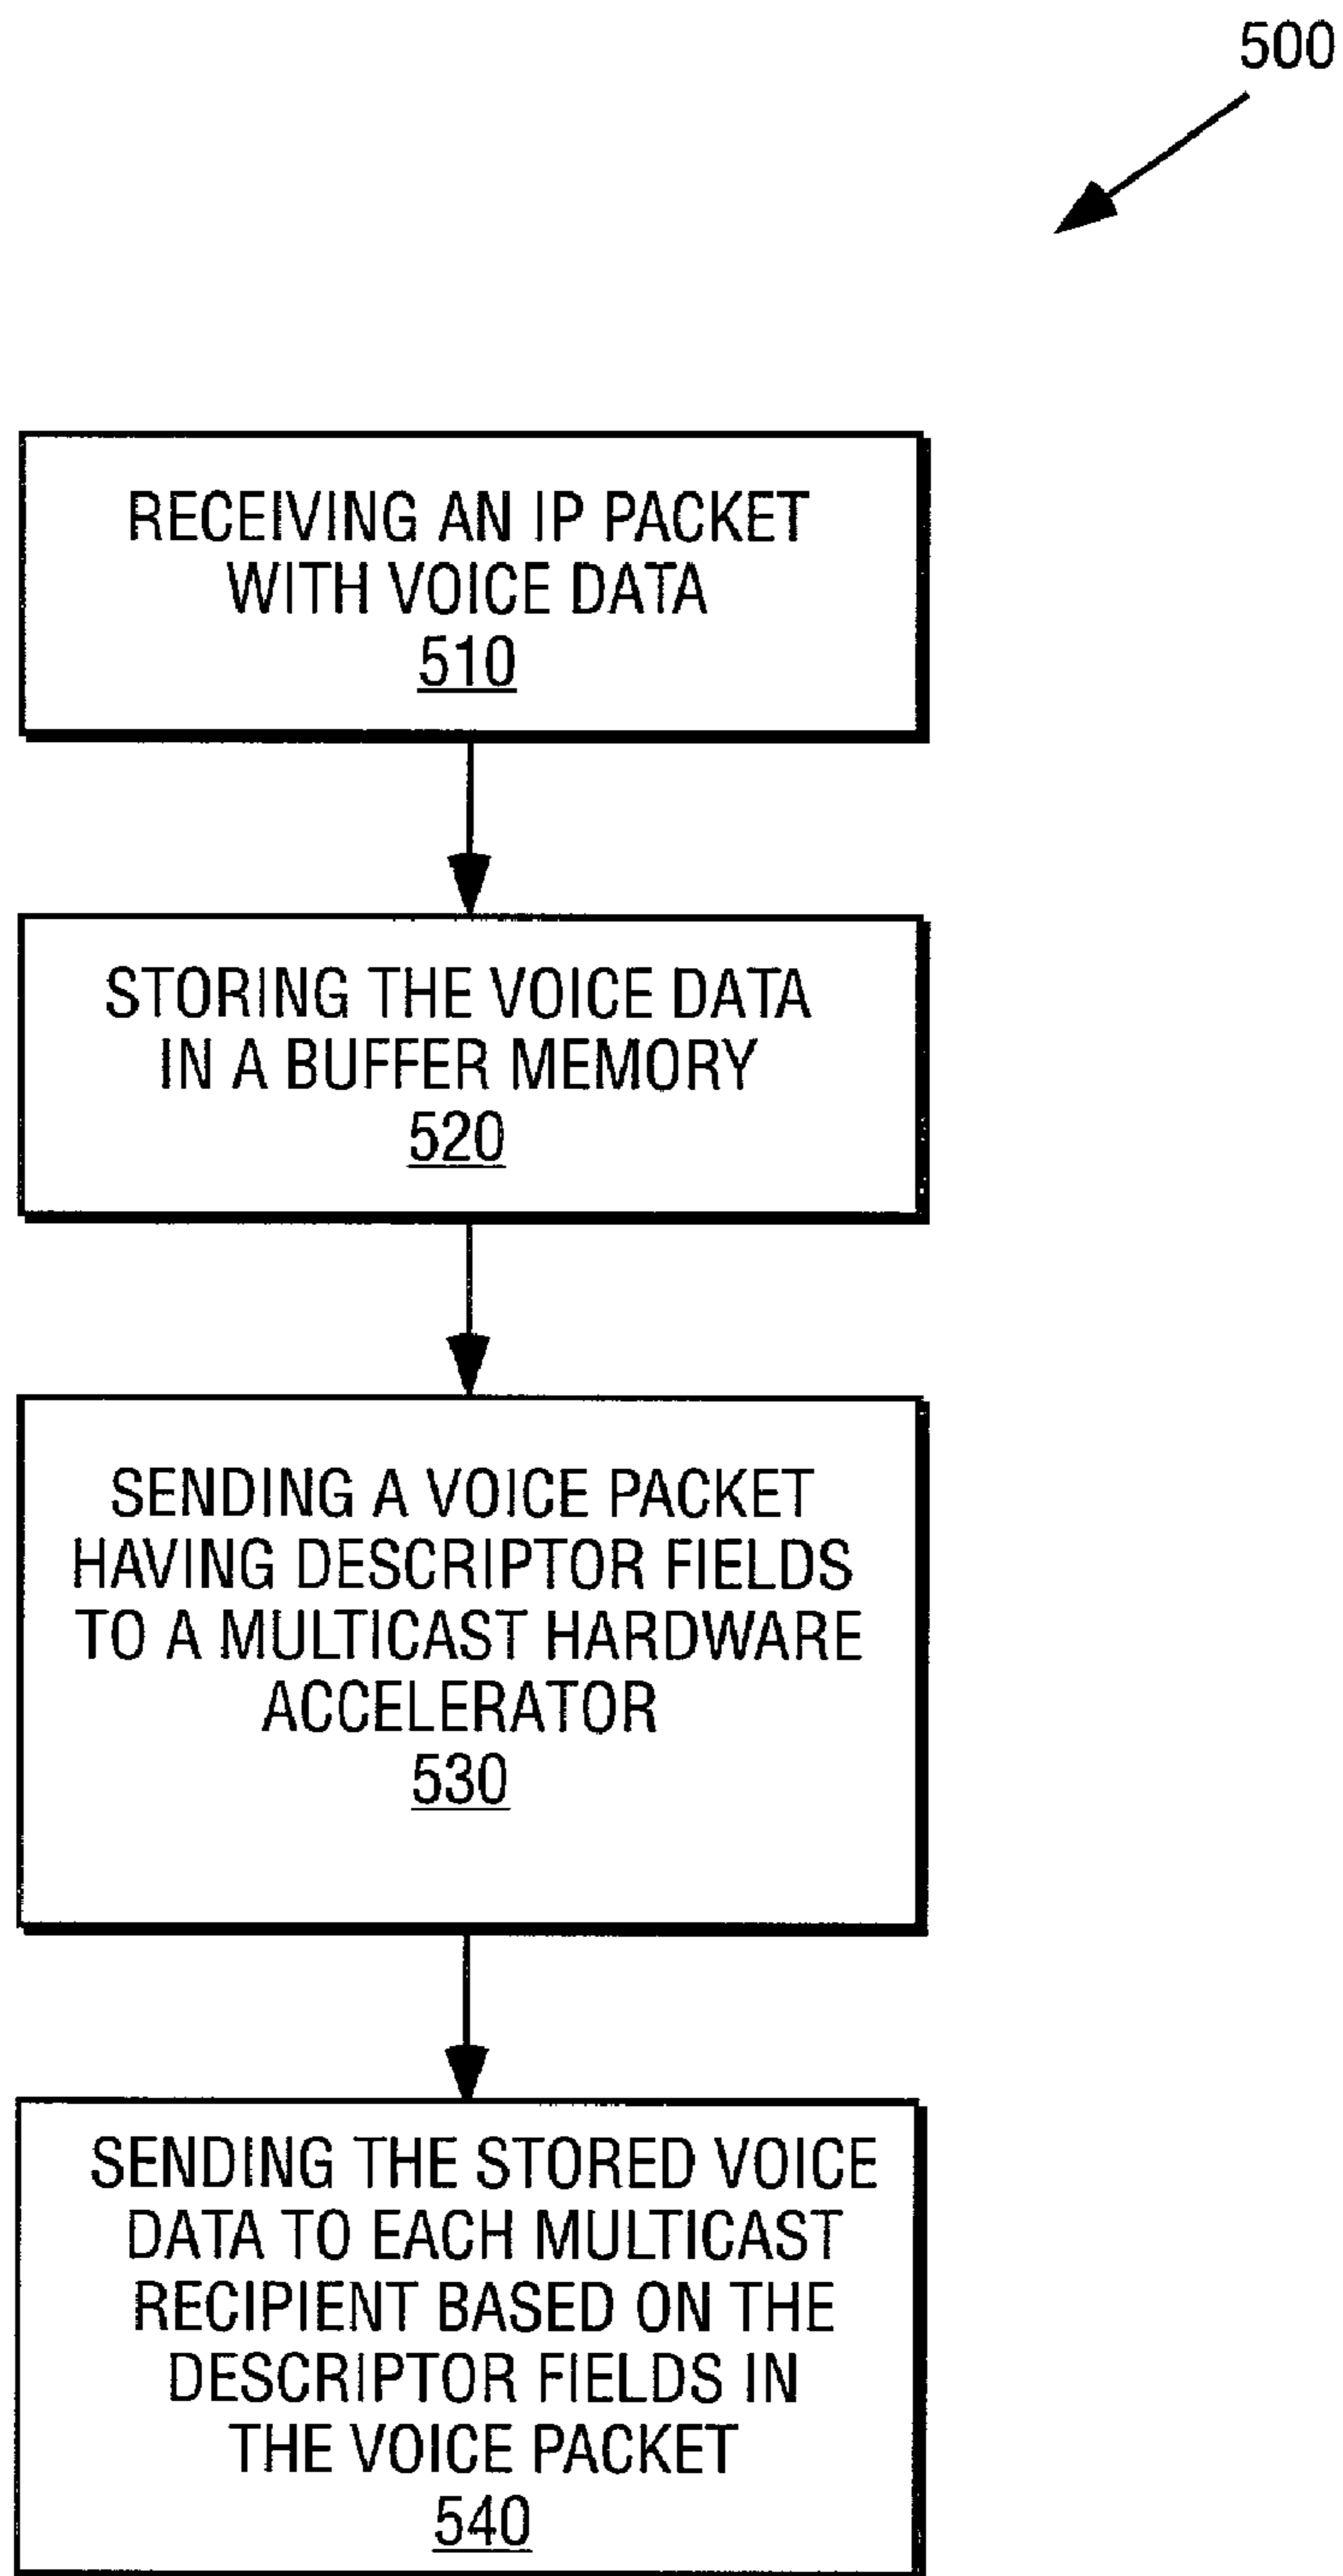 500
RECEIVING AN IP PACKET
WITH VOICE DATA
510
STORING THE VOICE DATA
IN A BUFFER MEMORY
520
SENDING A VOICE PACKET
HAVING DESCRIPTOR FIELDS
TO A MULTICAST HARDWARE
ACCELERATOR
530
SENDING THE STORED VOICE
DATA TO EACH MULTICAST
RECIPIENT BASED ON THE
DESCRIPTOR FIELDS IN
THE VOICE PACKET
540